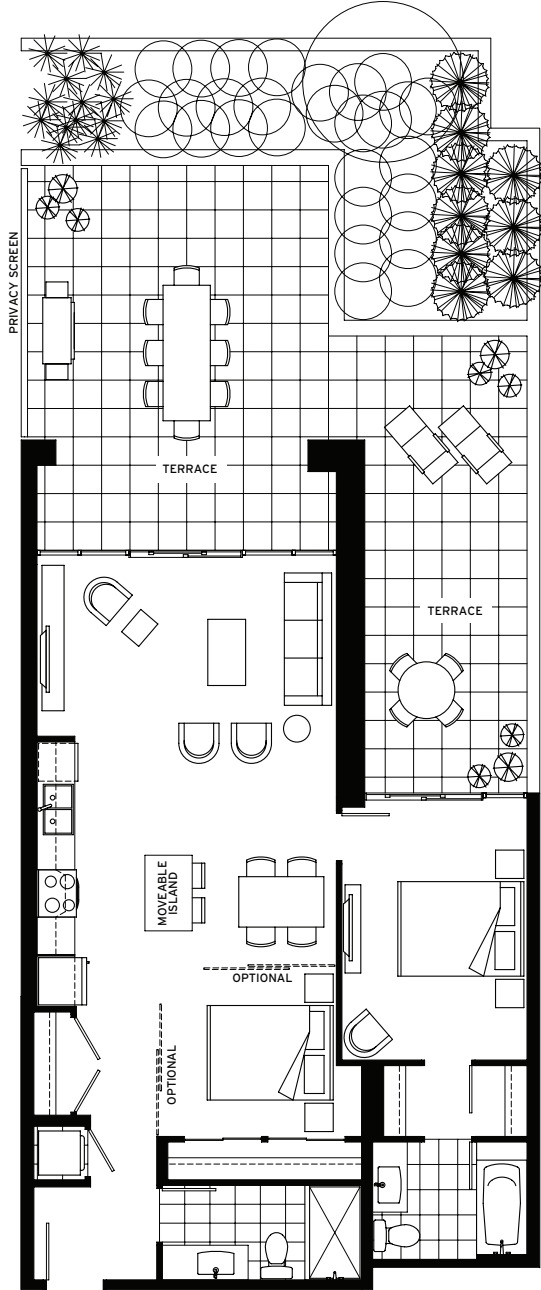 PRIVACY SCREEN
TERRACE
TERRACE
MOVEABLE
ISLAND
OPTIONAL
OPTIONAL